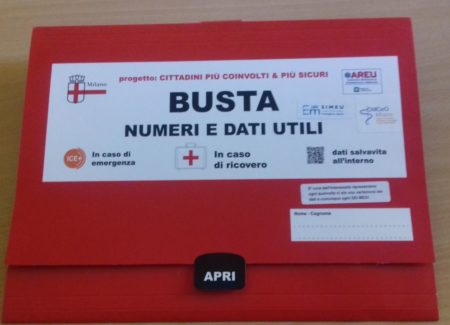 progetto: CITTADINI PIÙ COINVOLTI & PIÙ SICURI
Milano
AREU
BUSTA
SIMEU
NUMERI E DATI UTILI
ICE+
In caso di
emergenza
In caso
di ricovero
dati salvavita
all'interno
Nome - Cognome
APRI